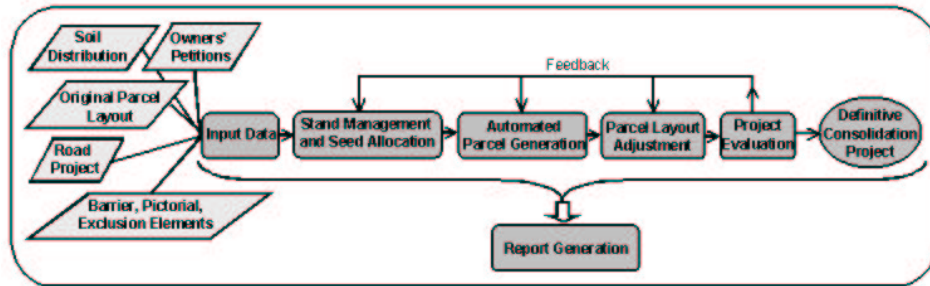 Soil
Distribution
Owners'
Petitions
Original Parcel
Layout
Road
Project
Barrier, Pictorial,
Exclusion Elements
Input Data
Feedback
Stand Management
and Seed Allocation
Automated
Parcel Generation
Parcel Layout
Adjustment
Project
Evaluation
Definitive
Consolidation
Project
Report Generation